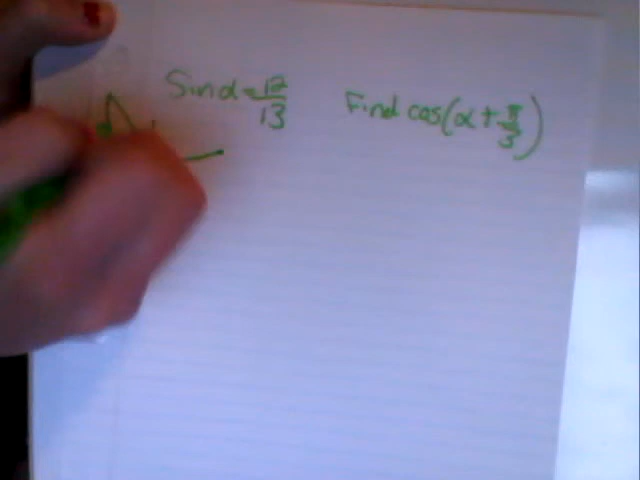 Sin α = 12/13 Find cos(α + π/3)